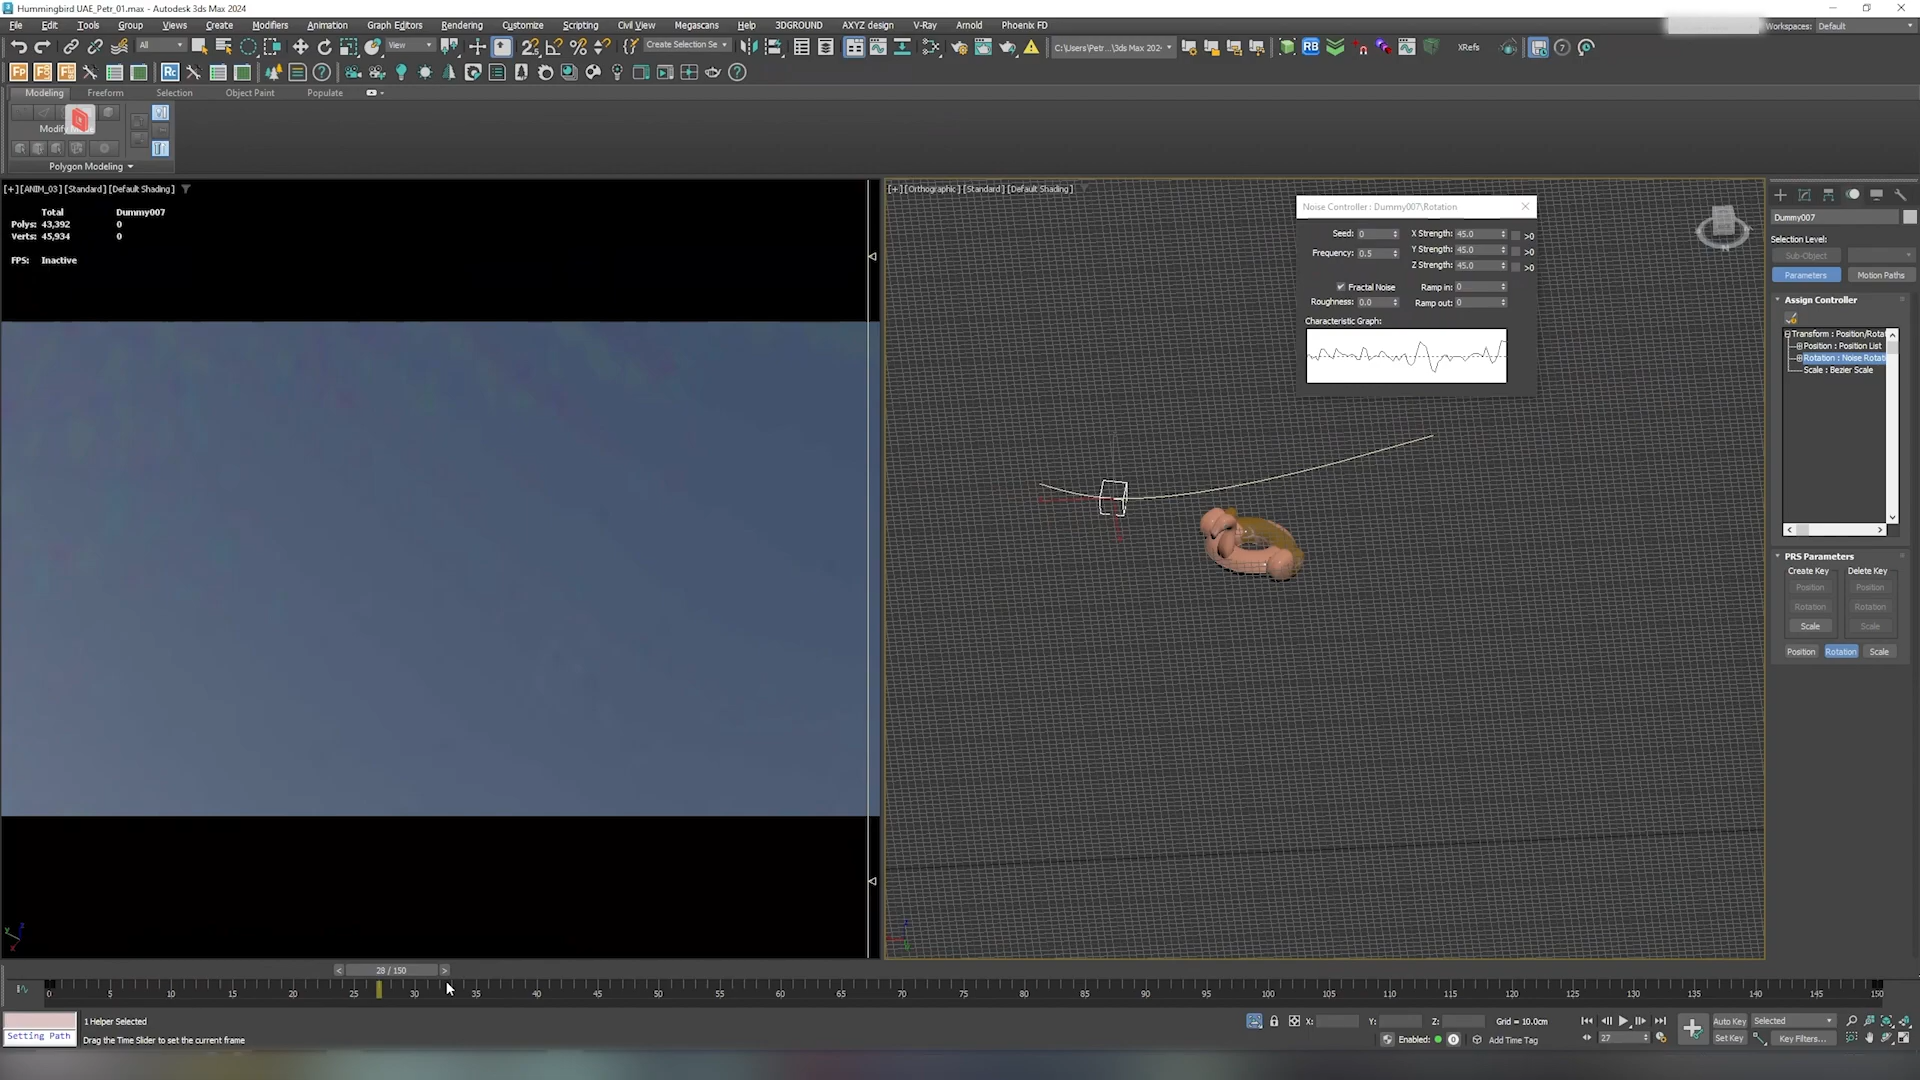 Hummingbird UAE_Petr_01.max - Autodesk 3ds Max 2024
File Edit Tools Group Views Create Modifiers Animation Graph Editors Rendering Customize Scripting Civil View Megascans Help 3DGROUND AXYZ design V-Ray Arnold Phoenix FD
Workspaces: Default
All View Create Selection Se C:\Users\Petr...\3ds Max 202 XRefs
Modeling Freeform Selection Object Paint Populate
Polygon Modeling
[+] [ANIM_03] [Standard] [Default Shading]
Total Dummy007
Polys: 43,392 0
Verts: 45,934 0
FPS: Inactive
[+] [Orthographic] [Standard] [Default Shading]
Noise Controller : Dummy007\Rotation
Seed: 0 X Strength: 45.0 >0
Frequency: 0.5 Y Strength: 45.0 >0
Z Strength: 45.0 >0
Fractal Noise Ramp in: 0
Roughness: 0.0 Ramp out: 0
Characteristic Graph:
Dummy007
Selection Level:
Sub-Object
Parameters Motion Paths
Assign Controller
Transform : Position/Rotat
Position : Position List
Rotation : Noise Rotati
Scale : Bezier Scale
PRS Parameters
Create Key Delete Key
Position Position
Rotation Rotation
Scale Scale
Position Rotation Scale
28 / 150
0 5 10 15 20 25 30 35 40 45 50 55 60 65 70 75 80 85 90 95 100 105 110 115 120 125 130 135 140 145 150
Setting Path
1 Helper Selected
Drag the Time Slider to set the current frame
X: Y: Z: Grid = 10.0cm
Enabled: 0 Add Time Tag
27
Auto Key Selected
Set Key Key Filters...